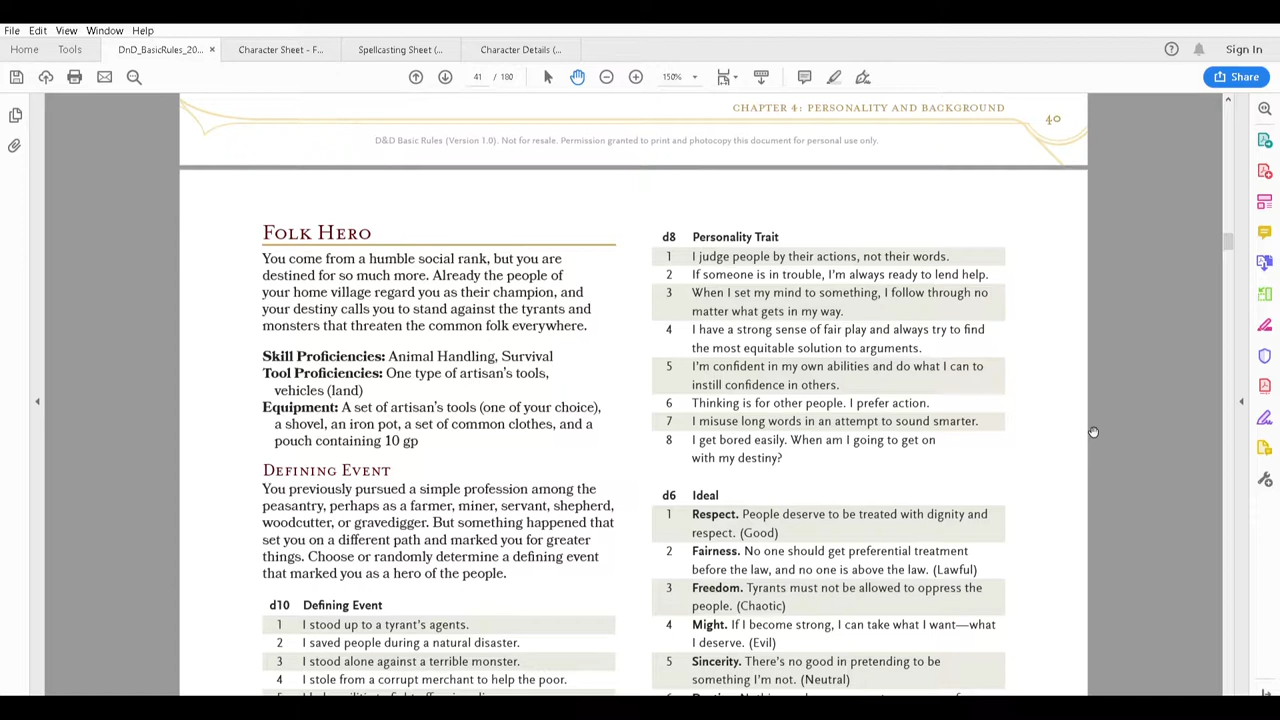 File Edit View Window Help
Home Tools DnD_BasicRules_20... × Character Sheet - F... Spellcasting Sheet (... Character Details (... Sign In
41 / 180 150% Share
CHAPTER 4: PERSONALITY AND BACKGROUND
40
D&D Basic Rules (Version 1.0). Not for resale. Permission granted to print and photocopy this document for personal use only.
FOLK HERO
You come from a humble social rank, but you are
destined for so much more. Already the people of
your home village regard you as their champion, and
your destiny calls you to stand against the tyrants and
monsters that threaten the common folk everywhere.
Skill Proficiencies: Animal Handling, Survival
Tool Proficiencies: One type of artisan's tools,
vehicles (land)
Equipment: A set of artisan's tools (one of your choice),
a shovel, an iron pot, a set of common clothes, and a
pouch containing 10 gp
DEFINING EVENT
You previously pursued a simple profession among the
peasantry, perhaps as a farmer, miner, servant, shepherd,
woodcutter, or gravedigger. But something happened that
set you on a different path and marked you for greater
things. Choose or randomly determine a defining event
that marked you as a hero of the people.
d10 Defining Event
1 I stood up to a tyrant's agents.
2 I saved people during a natural disaster.
3 I stood alone against a terrible monster.
4 I stole from a corrupt merchant to help the poor.
d8 Personality Trait
1 I judge people by their actions, not their words.
2 If someone is in trouble, I'm always ready to lend help.
3 When I set my mind to something, I follow through no
matter what gets in my way.
4 I have a strong sense of fair play and always try to find
the most equitable solution to arguments.
5 I'm confident in my own abilities and do what I can to
instill confidence in others.
6 Thinking is for other people. I prefer action.
7 I misuse long words in an attempt to sound smarter.
8 I get bored easily. When am I going to get on
with my destiny?
d6 Ideal
1 Respect. People deserve to be treated with dignity and
respect. (Good)
2 Fairness. No one should get preferential treatment
before the law, and no one is above the law. (Lawful)
3 Freedom. Tyrants must not be allowed to oppress the
people. (Chaotic)
4 Might. If I become strong, I can take what I want—what
I deserve. (Evil)
5 Sincerity. There's no good in pretending to be
something I'm not. (Neutral)